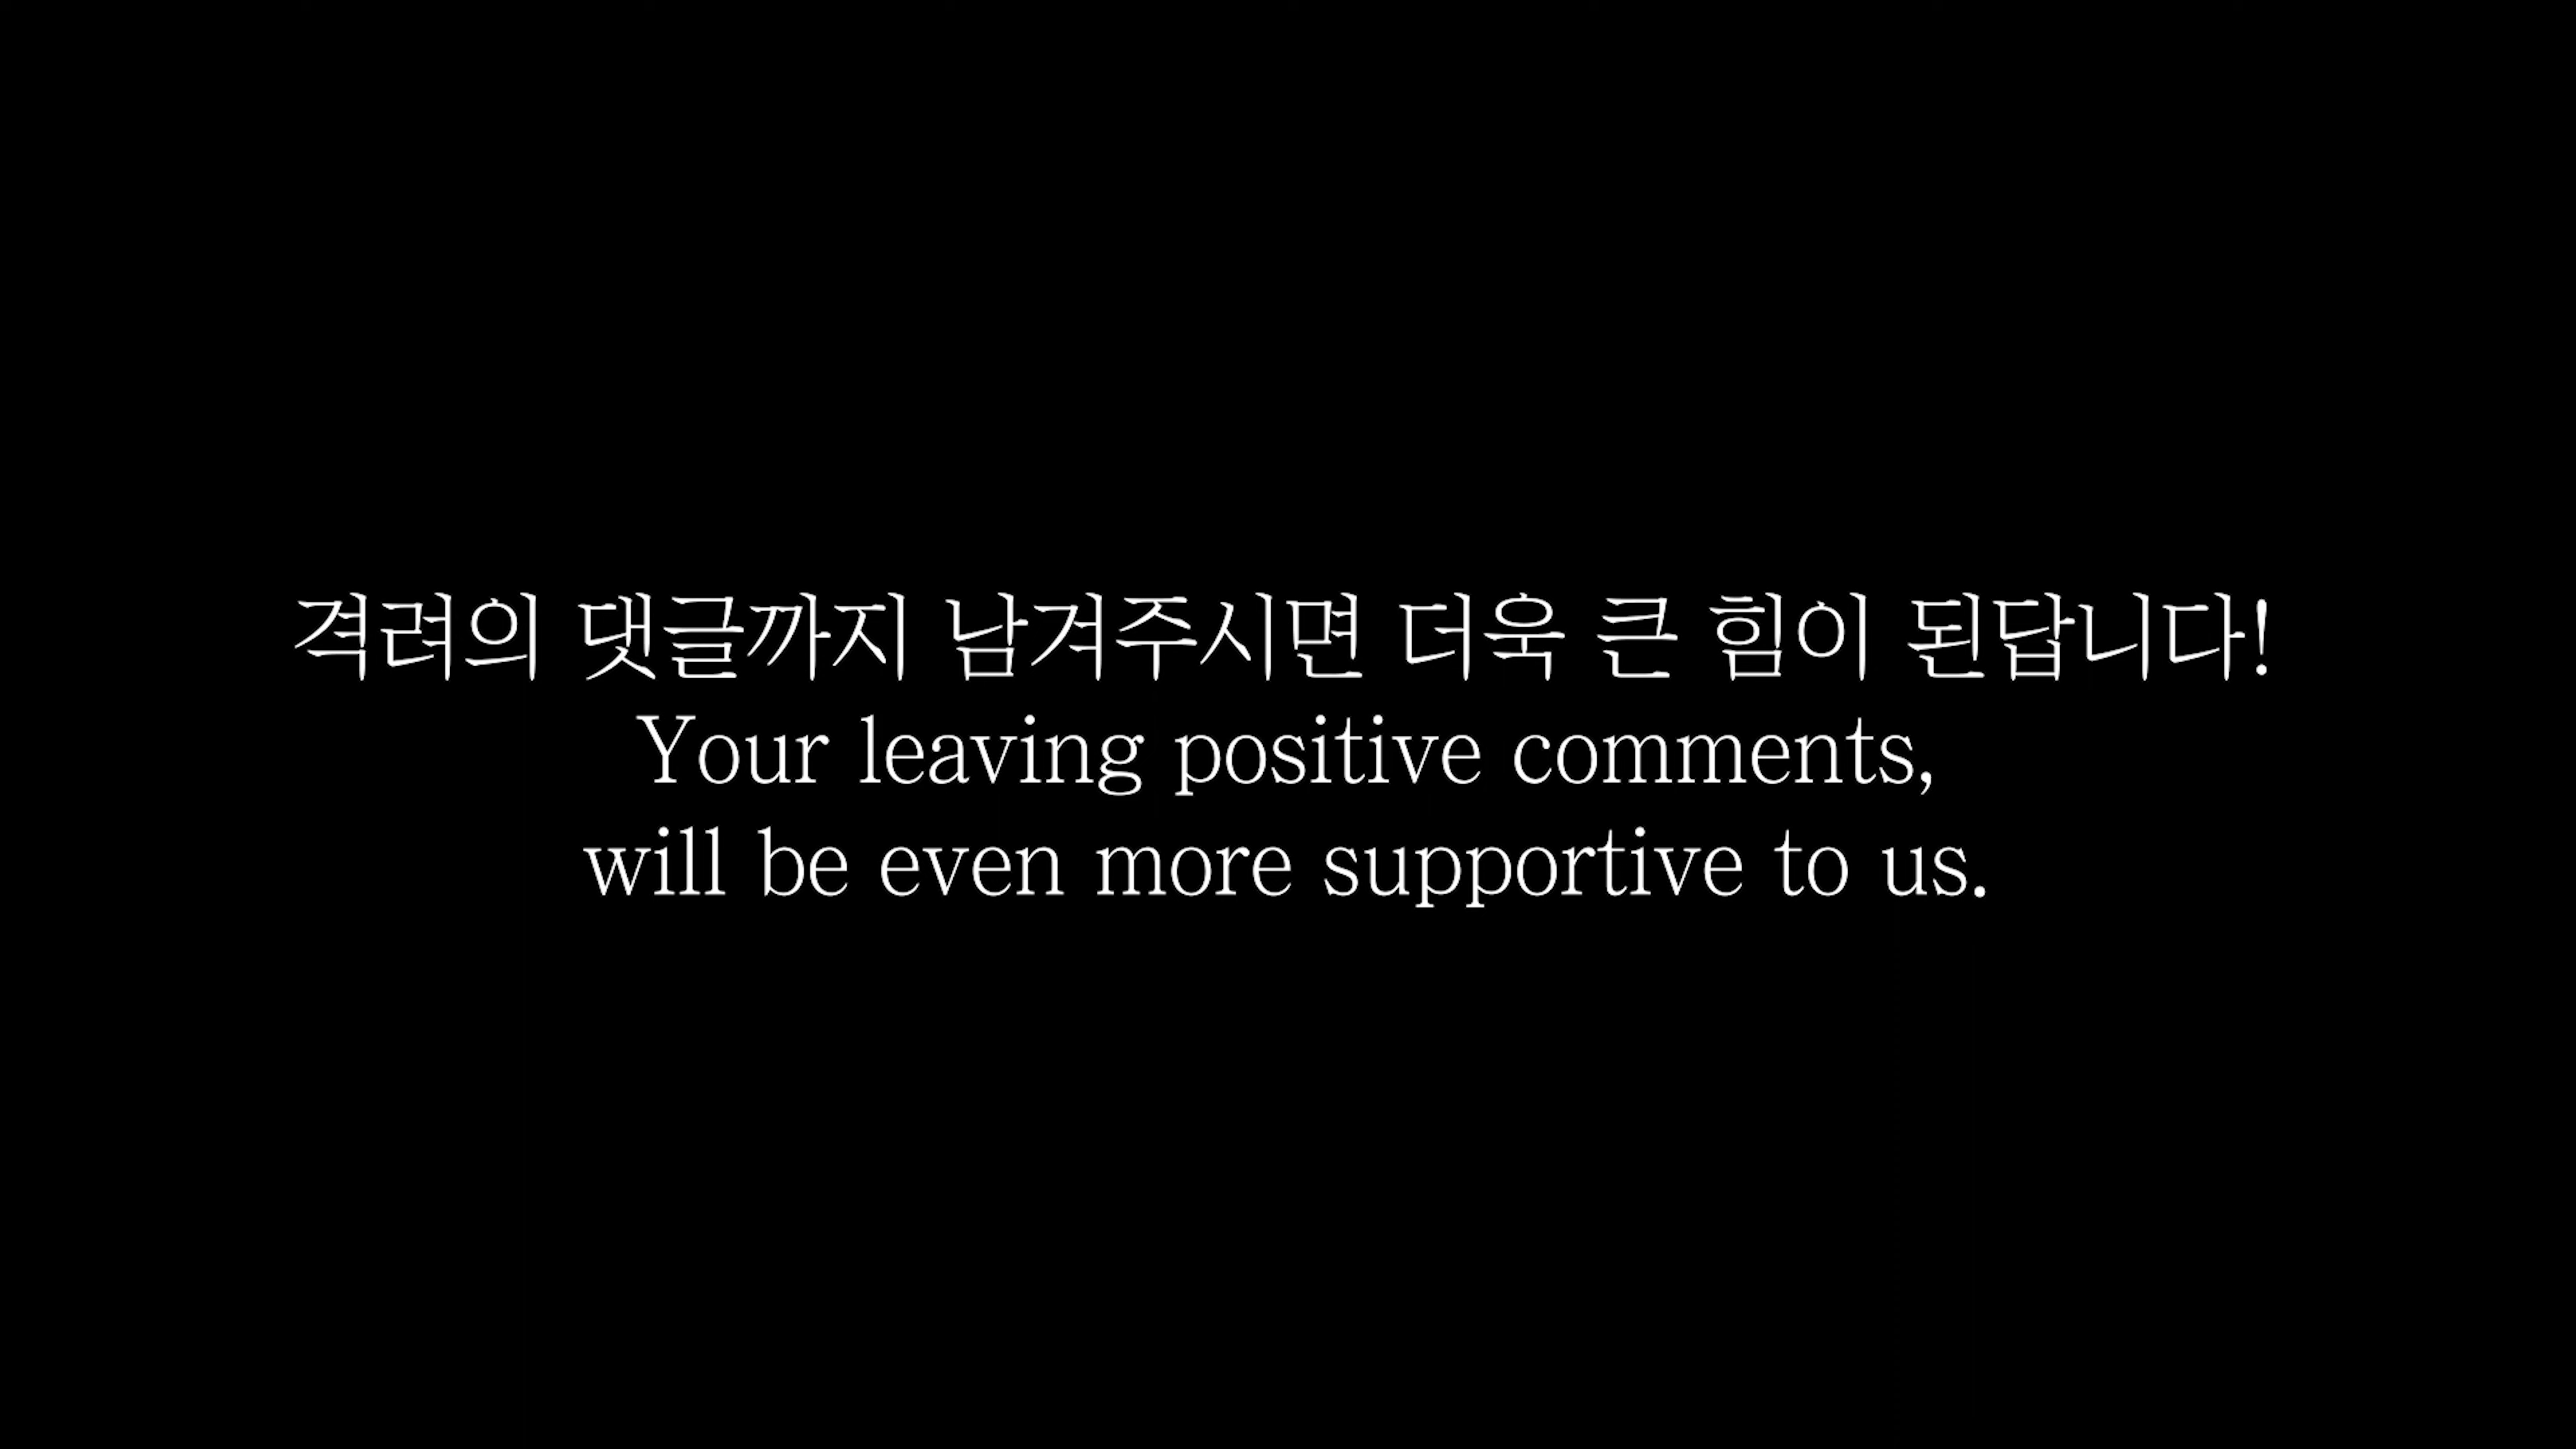 격려의 댓글까지 남겨주시면 더욱 큰 힘이 된답니다!
Your leaving positive comments,
will be even more supportive to us.